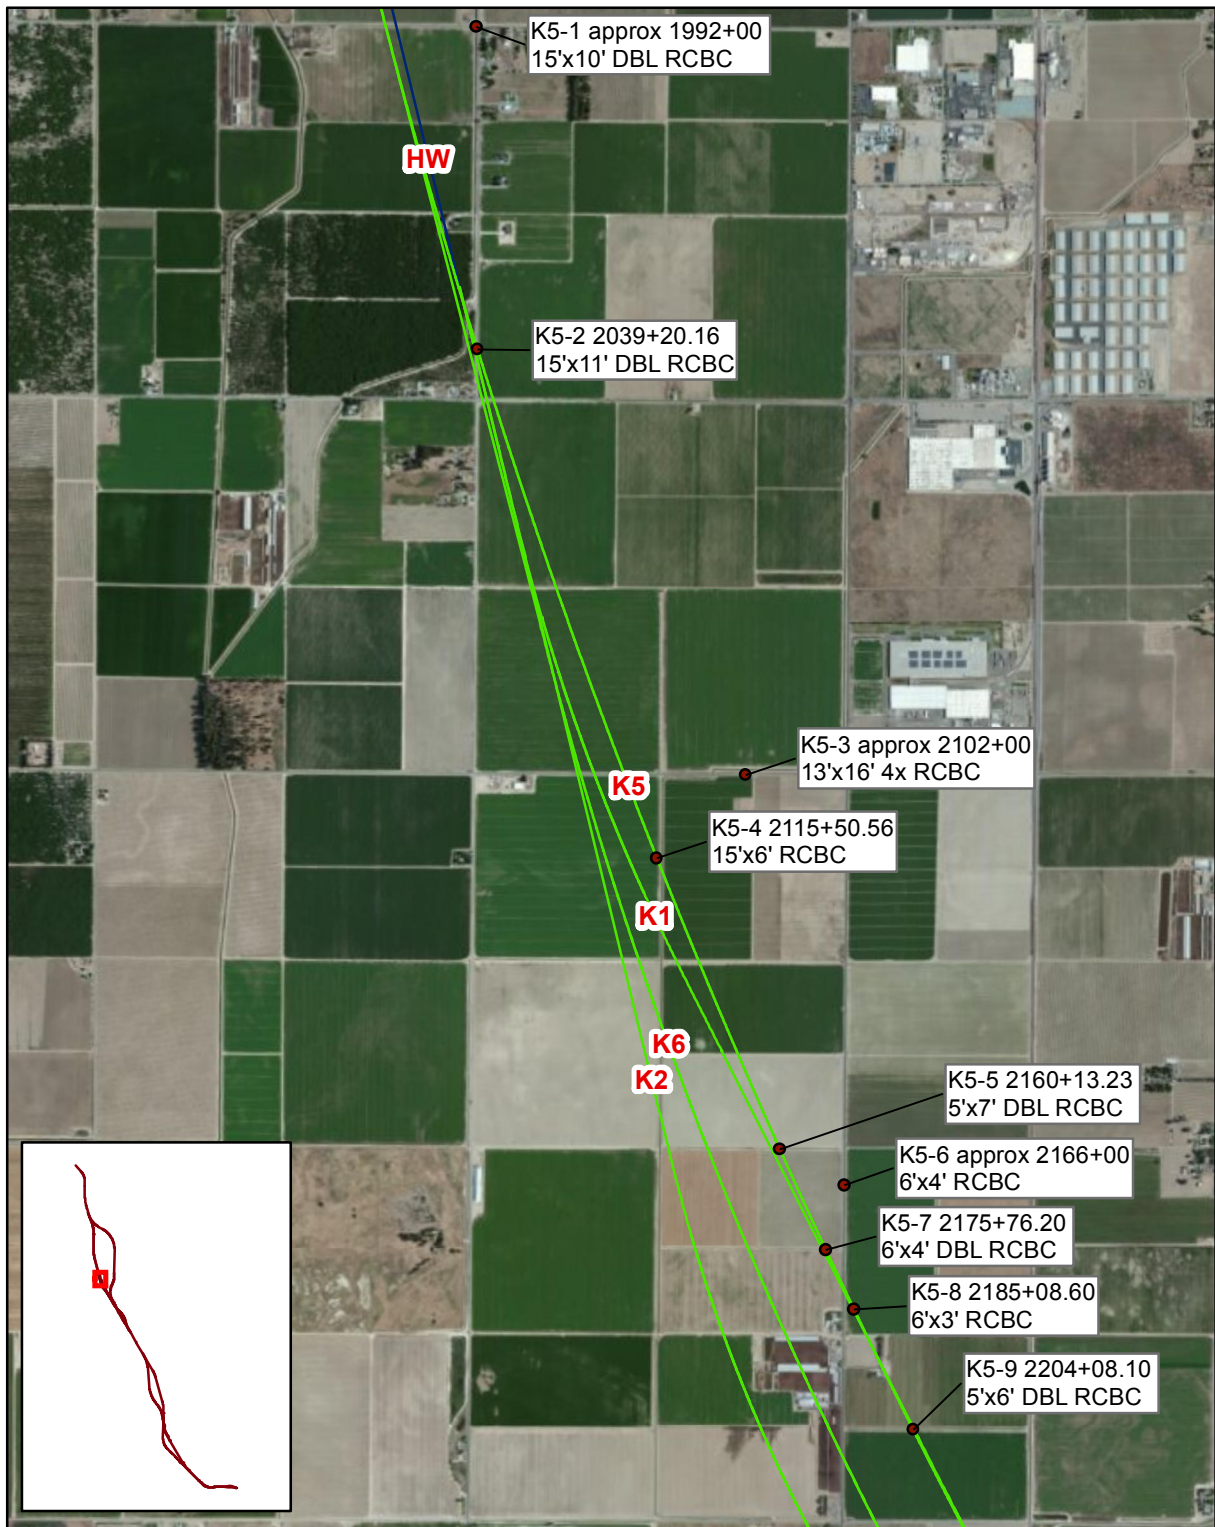 K5-1 approx 1992+00
15'x10' DBL RCBC
HW
K5-2 2039+20.16
15'x11' DBL RCBC
K5-3 approx 2102+00
13'x16' 4x RCBC
K5
K5-4 2115+50.56
15'x6' RCBC
K1
K6
K2
K5-5 2160+13.23
5'x7' DBL RCBC
K5-6 approx 2166+00
6'x4' RCBC
K5-7 2175+76.20
6'x4' DBL RCBC
K5-8 2185+08.60
6'x3' RCBC
K5-9 2204+08.10
5'x6' DBL RCBC